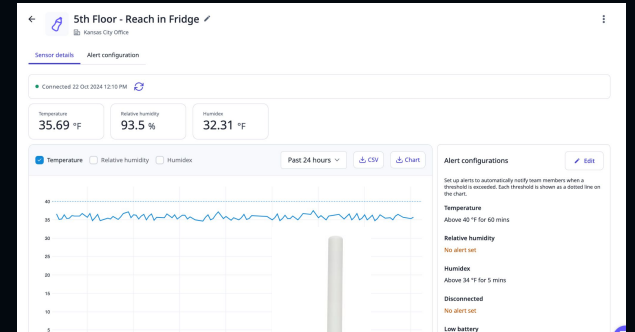 5th Floor - Reach in Fridge
Kansas City Office
Sensor details
Alert configuration
Connected 22 Oct 2024 12:10 PM
Temperature
35.69 °F
Relative humidity
93.5 %
Humidex
32.31 °F
Temperature
Relative humidity
Humidex
Past 24 hours
CSV
Chart
40
35
30
25
20
15
10
5
Alert configurations
Edit
Set up alerts to automatically notify team members when a
threshold is exceeded. Each threshold is shown as a dotted line on
the chart.
Temperature
Above 40 °F for 60 mins
Relative humidity
No alert set
Humidex
Above 34 °F for 5 mins
Disconnected
No alert set
Low battery